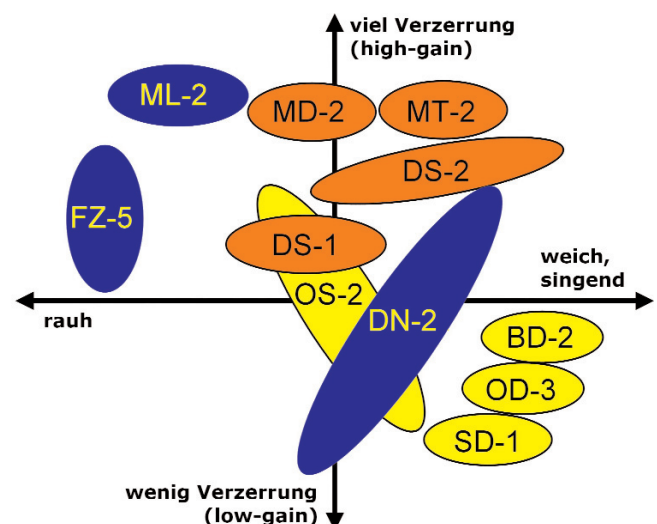 viel Verzerrung
(high-gain)
ML-2
MD-2
MT-2
DS-2
FZ-5
DS-1
weich,
singend
OS-2
rauh
DN-2
BD-2
OD-3
SD-1
wenig Verzerrung
(low-gain)